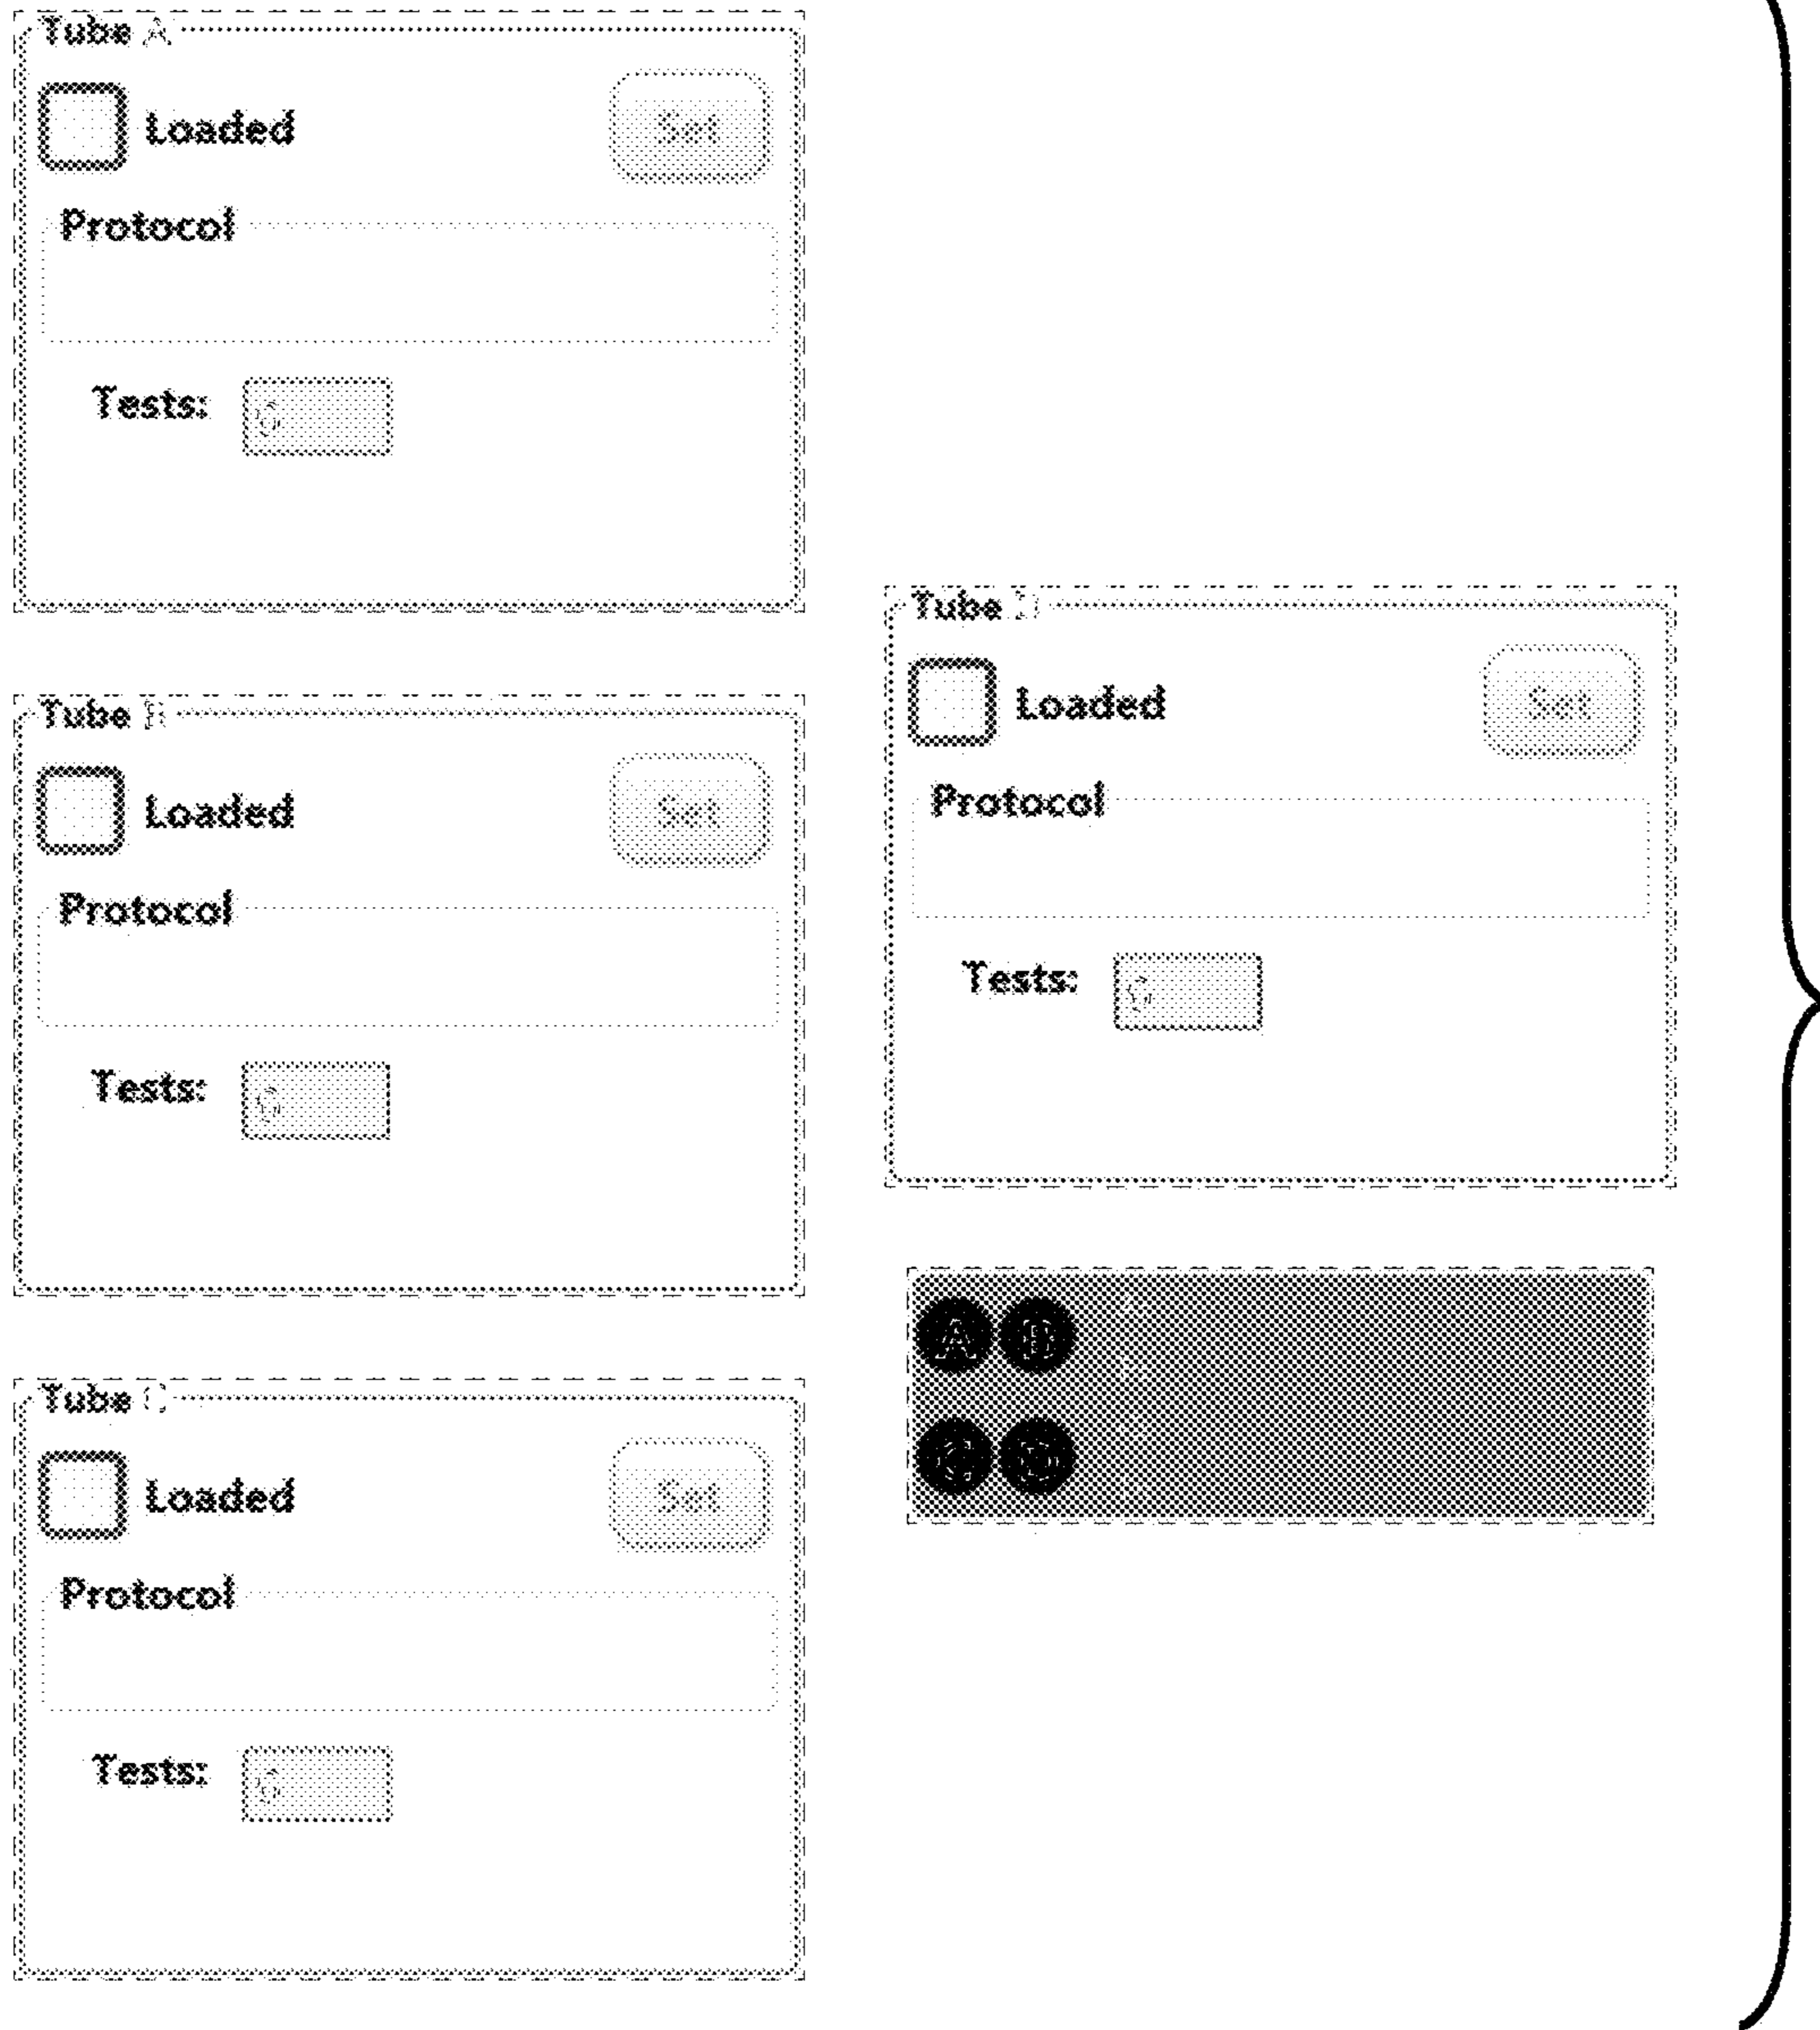 Tube A
Loaded
Set
Protocol
Tests:
Tube B
Loaded
Set
Protocol
Tests:
Tube C
Loaded
Set
Protocol
Tests:
Tube D
Loaded
Set
Protocol
Tests:
A B
C